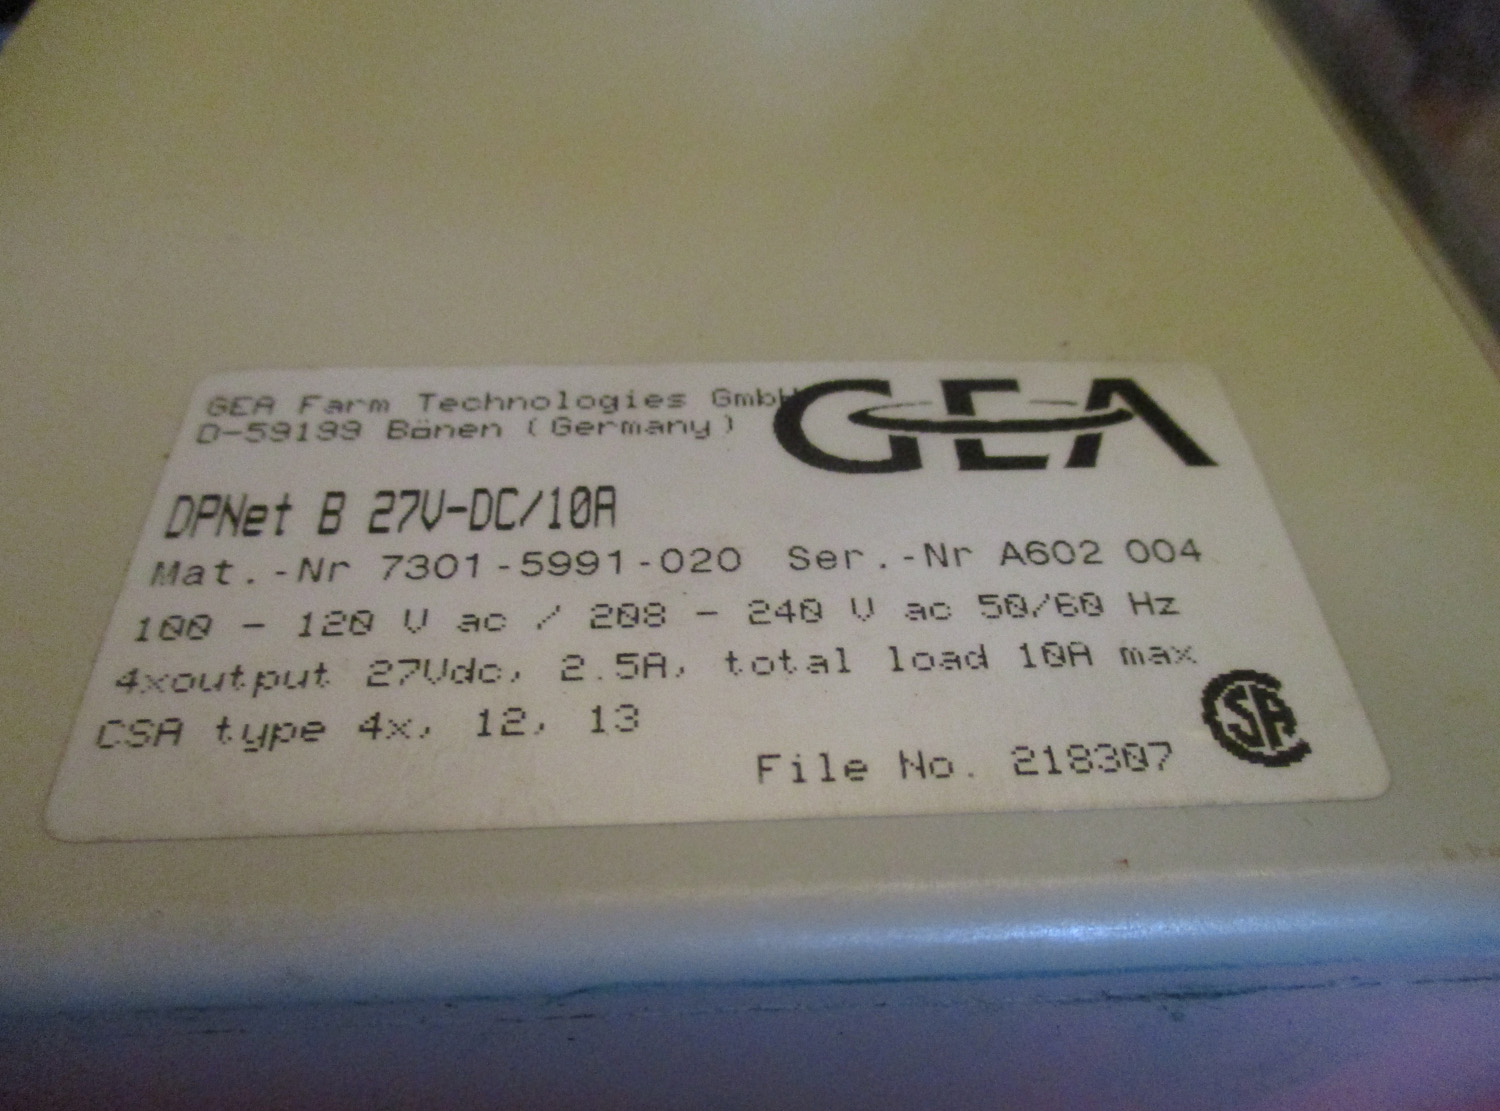 GEA Farm Technologies GmbH
GEA
D-59199 Bönen (Germany)
DPNet B 27V-DC/10A
Mat.-Nr 7301-5991-020 Ser.-Nr A602 004
100 - 120 V ac / 208 - 240 V ac 50/60 Hz
4xoutput 27Vdc, 2.5A, total load 10A max
CSA type 4x, 12, 13
CSA
File No. 218307